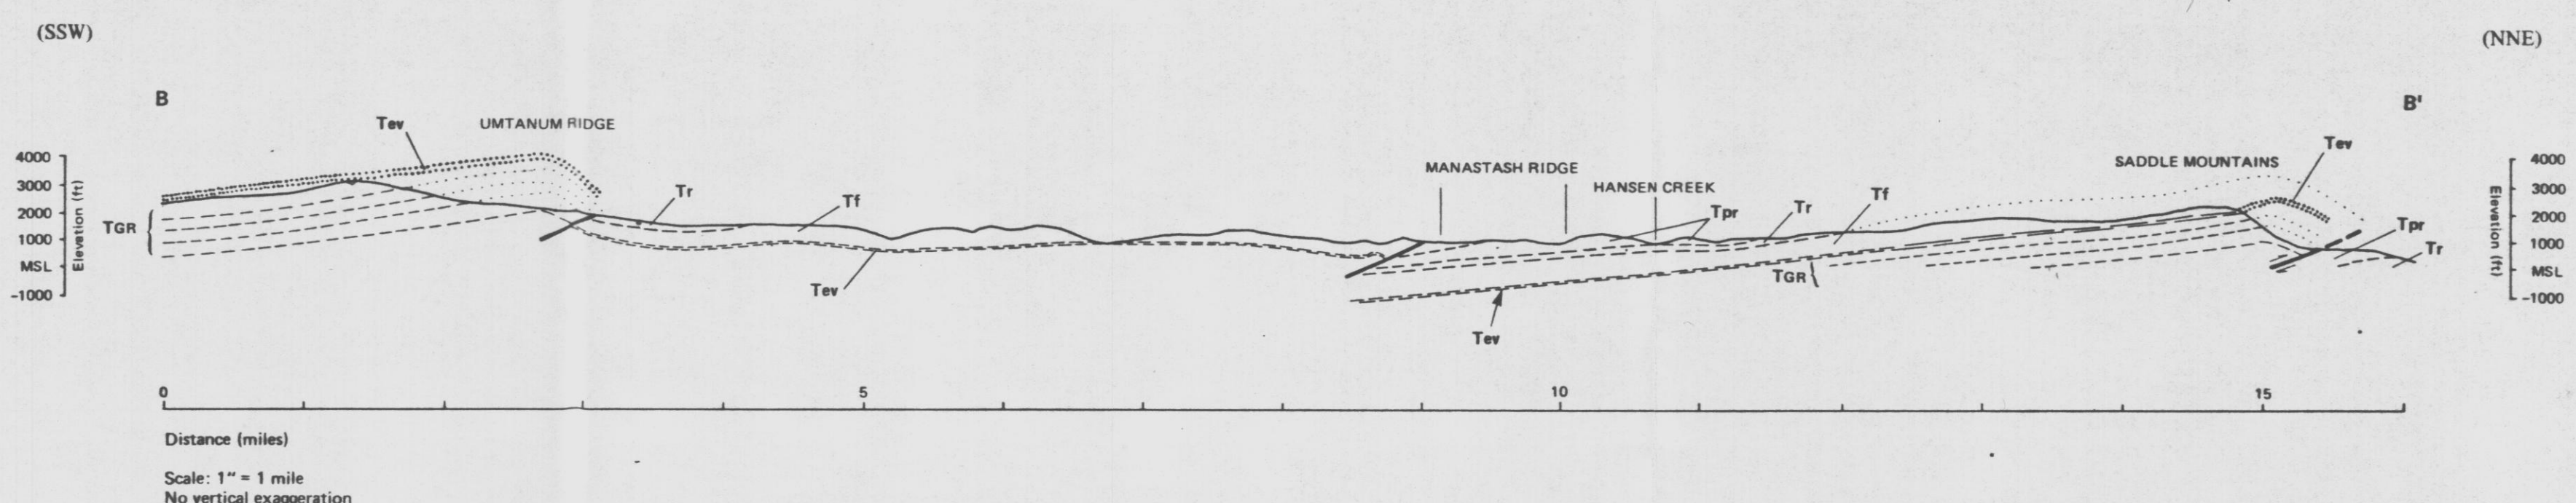 (SSW)
(NNE)
B
B'
Tev
UMTANUM RIDGE
Tev
MANASTASH RIDGE
SADDLE MOUNTAINS
HANSEN CREEK
4000
3000
2000
1000
MSL
-1000
Elevation (ft)
TGR
Tr
Tf
Tev
Tpr
Tr
Tf
TGR
Tev
Tpr
Tr
4000
3000
2000
1000
MSL
-1000
Elevation (ft)
0
5
10
15
Distance (miles)
Scale: 1" = 1 mile
No vertical exaggeration